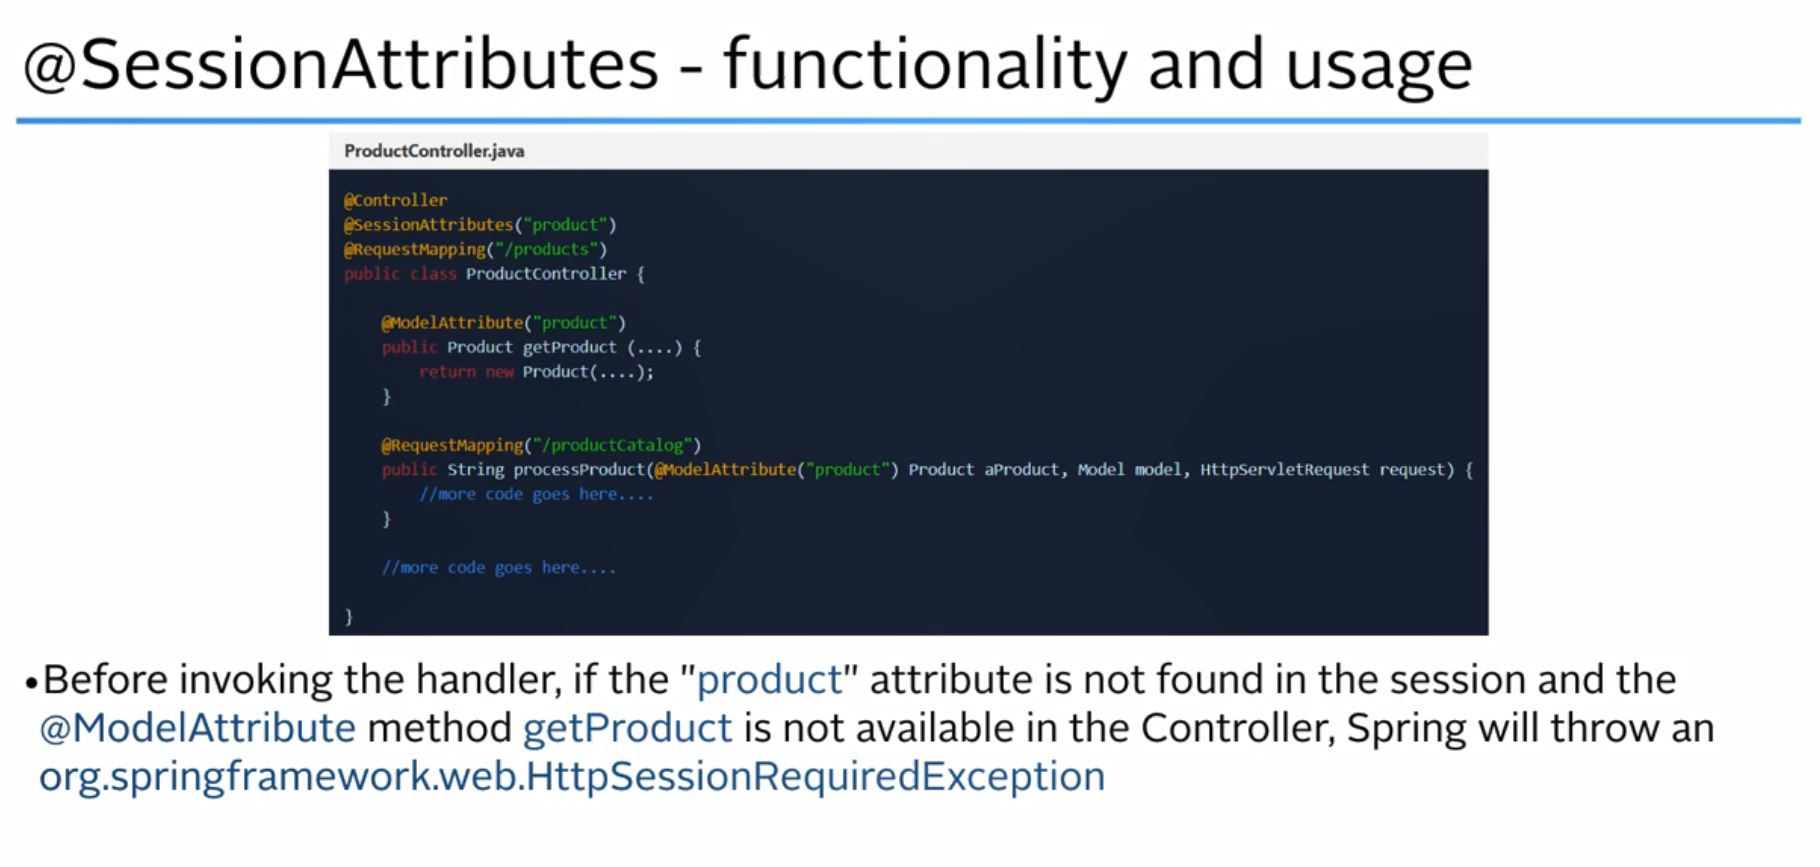 @SessionAttributes - functionality and usage
ProductController.java
@Controller
@SessionAttributes("product")
@RequestMapping("/products")
public class ProductController {
@ModelAttribute("product")
public Product getProduct (....) {
return new Product(....);
}
@RequestMapping("/productCatalog")
public String processProduct(@ModelAttribute("product") Product aProduct, Model model, HttpServletRequest request) {
//more code goes here....
}
//more code goes here....
}
•Before invoking the handler, if the "product" attribute is not found in the session and the
@ModelAttribute method getProduct is not available in the Controller, Spring will throw an
org.springframework.web.HttpSessionRequiredException